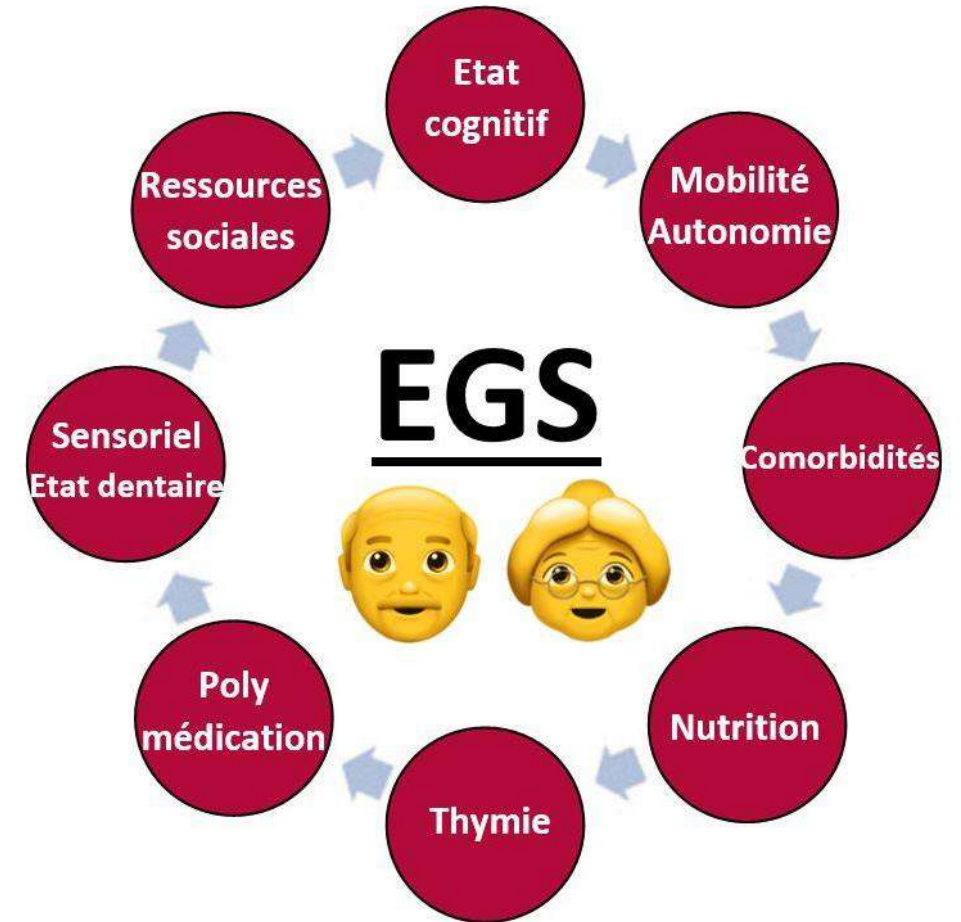 Etat
cognitif
Mobilité
Autonomie
Comorbidités
Nutrition
Thymie
Poly
médication
Sensoriel
Etat dentaire
Ressources
sociales
EGS